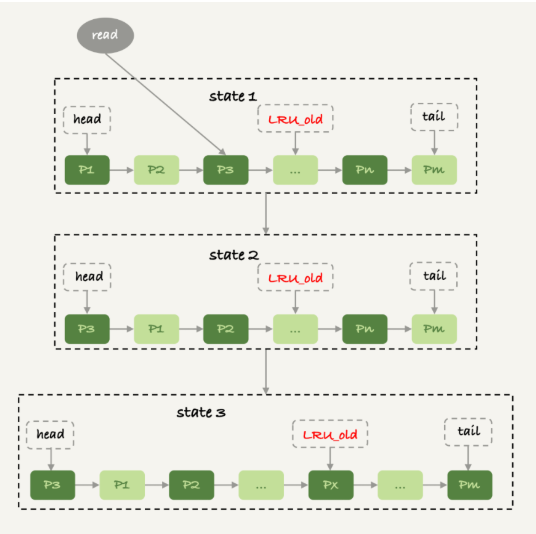 read
state 1
head
LRU_old
tail
P1
P2
P3
...
Pn
Pm
state 2
head
LRU_old
tail
P3
P1
P2
...
Pn
Pm
state 3
head
LRU_old
tail
P3
P1
P2
...
Px
...
Pm